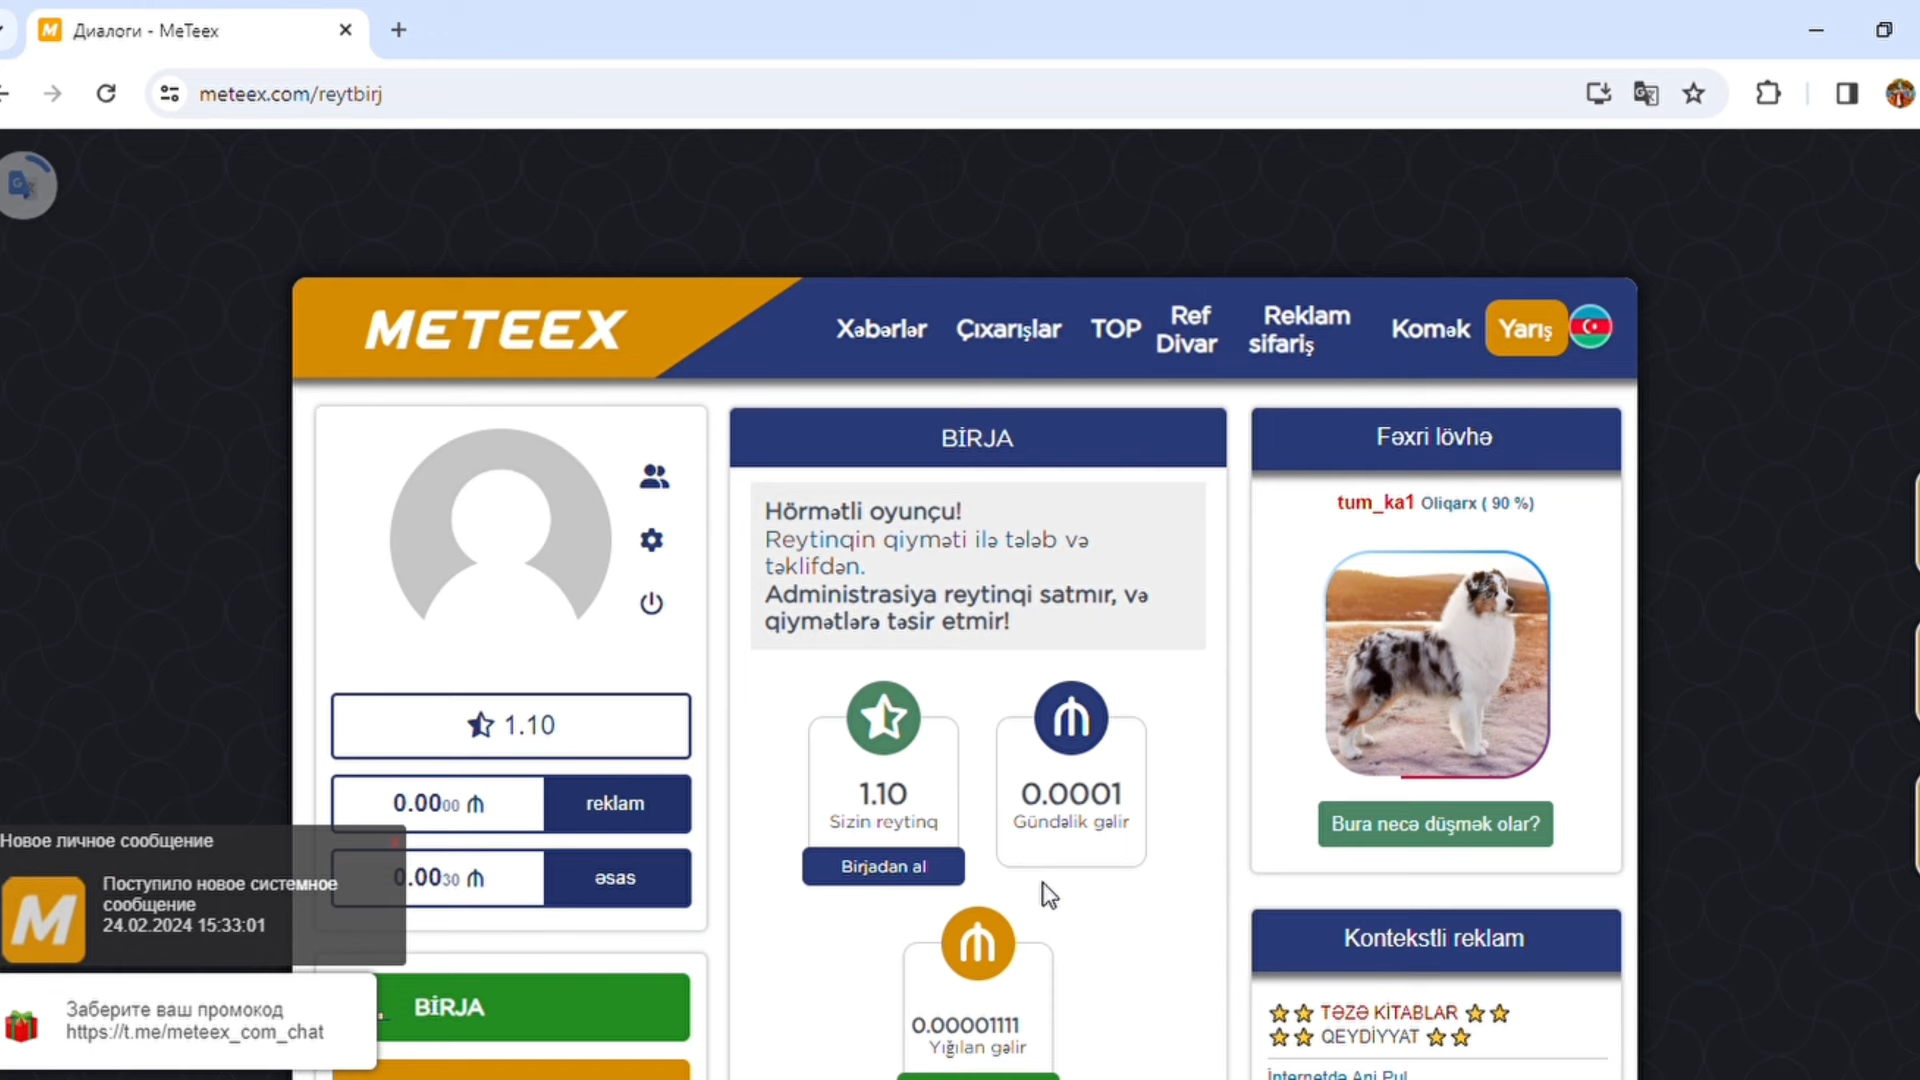 Диалоги - MeTeex
meteex.com/reytbirj
METEEX
Xəbərlər
Çıxarışlar
TOP
Ref
Divar
Reklam
sifariş
Komək
Yarış
1.10
0.0000 ₼
reklam
0.0030 ₼
əsas
BİRJA
BİRJA
Hörmətli oyunçu!
Reytinqin qiyməti ilə tələb və
təklifdən.
Administrasiya reytinqi satmır, və
qiymətlərə təsir etmir!
1.10
Sizin reytinq
Birjadan al
₼
0.0001
Gündəlik gəlir
₼
0.00001111
Yığılan gəlir
Fəxri lövhə
tum_ka1 Oliqarx ( 90 %)
Bura necə düşmək olar?
Kontekstli reklam
TƏZƏ KİTABLAR
QEYDİYYAT
İnternetdə Ani Pul
Новое личное сообщение
M
Поступило новое системное
сообщение
24.02.2024 15:33:01
Заберите ваш промокод
https://t.me/meteex_com_chat